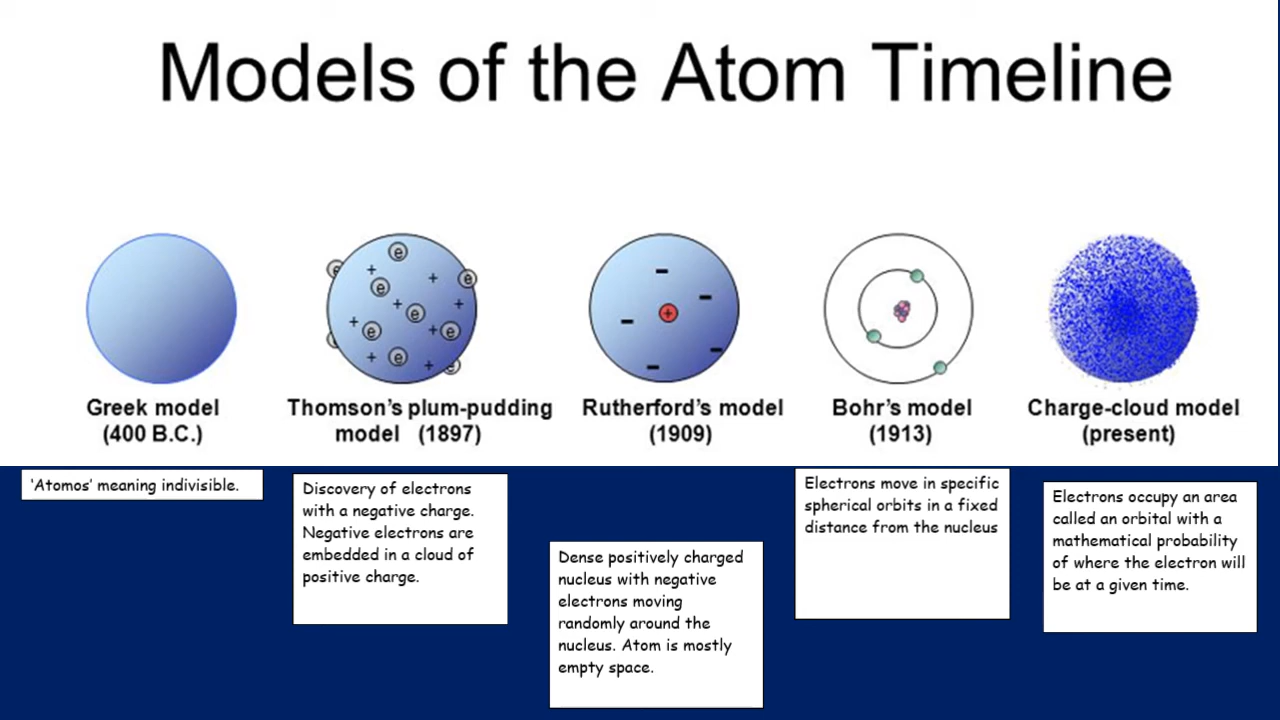 Models of the Atom Timeline
e
e
e
e
e
e
e
e
e
e
+
+
+
+
+
+
+
+
-
-
-
-
-
+
Greek model
(400 B.C.)
Thomson's plum-pudding
model (1897)
Rutherford's model
(1909)
Bohr's model
(1913)
Charge-cloud model
(present)
‘Atomos’ meaning indivisible.
Discovery of electrons
with a negative charge.
Negative electrons are
embedded in a cloud of
positive charge.
Dense positively charged
nucleus with negative
electrons moving
randomly around the
nucleus. Atom is mostly
empty space.
Electrons move in specific
spherical orbits in a fixed
distance from the nucleus
Electrons occupy an area
called an orbital with a
mathematical probability
of where the electron will
be at a given time.